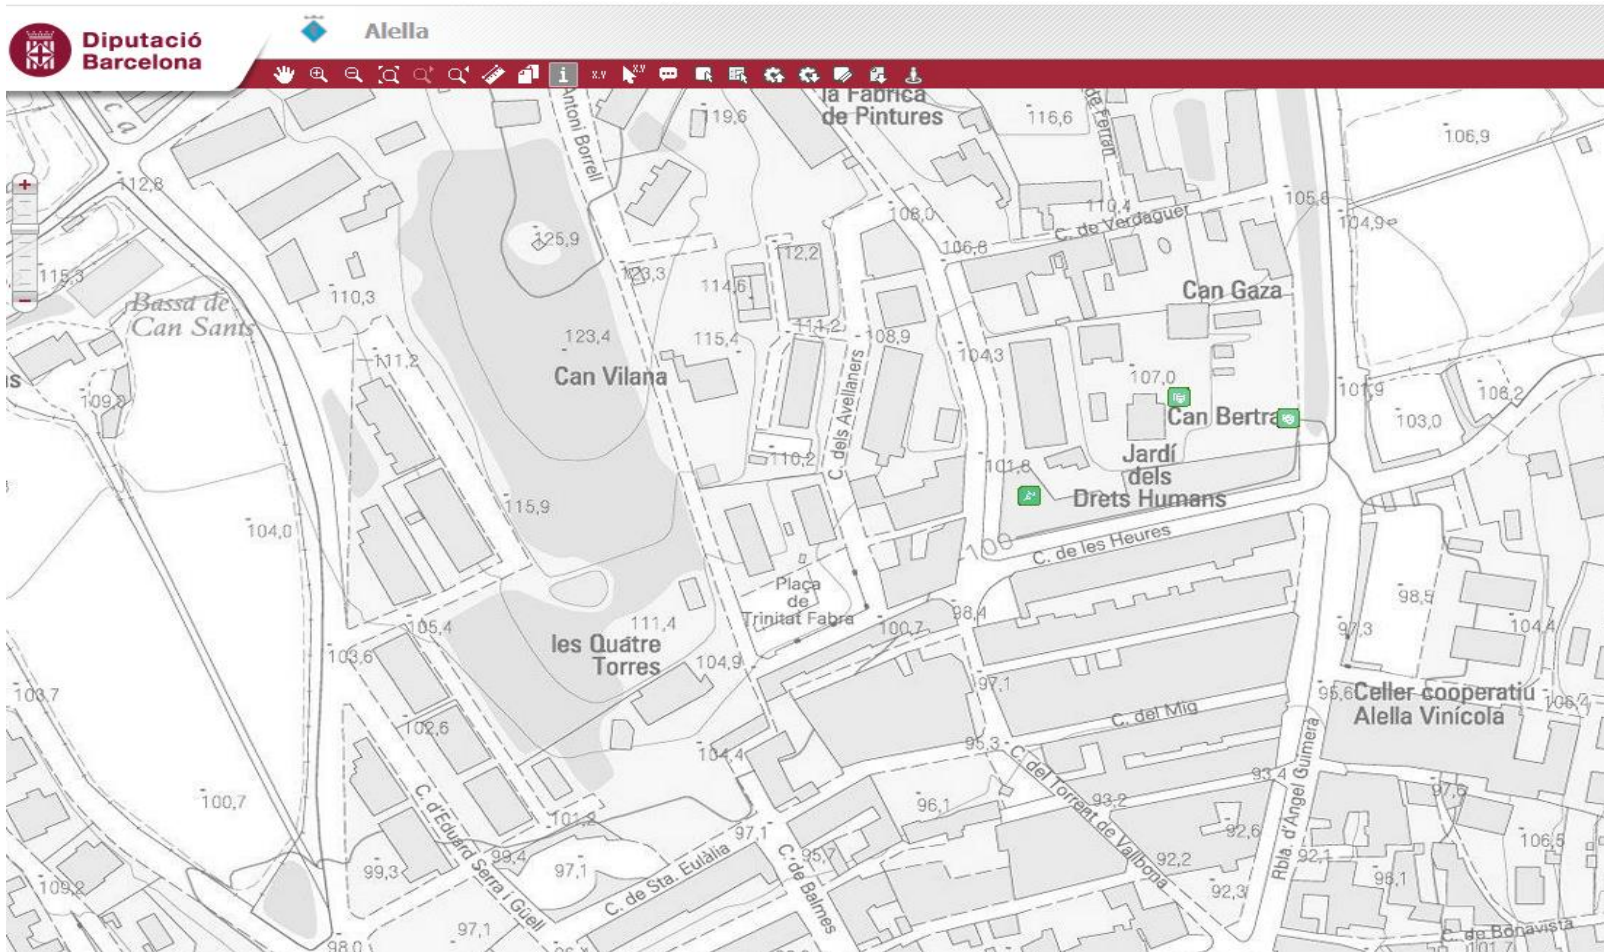 Diputació
Barcelona
Alella
X.Y
X.Y
Antoni Borrell
la Fàbrica
de Pintures
de Ferran
119,6
116,6
106,9
112,8
125,9
123,3
108,0
110,4
105,8
104,9
C. de Verdaguer
106,8
112,2
115,3
Bassa de
Can Sants
110,3
114,6
Can Gaza
111,2
123,4
115,4
108,9
104,3
111,2
Can Vilana
107,0
101,9
106,2
C. dels Avellaners
Can Bertra
103,0
110,2
101,8
Jardí
dels
Drets Humans
115,9
104,0
100
C. de les Heures
Plaça
de
Trinitat Fabra
98,5
111,4
105,4
100,7
98,4
97,3
104,4
les Quatre
Torres
103,6
104,9
97,1
103,7
95,6
Celler cooperatiu
Alella Vinícola
C. del Mig
102,6
104,4
95,3
C. del Torrent de Vallbona
Rbla. d'Àngel Guimerà
93,4
100,7
96,1
93,2
97,6
C. d'Eduard Serra i Güell
101,2
97,1
92,6
106,5
99,4
97,1
95,7
92,2
92,1
99,3
109,2
C. de Sta. Eulàlia
C. de Balmes
92,3
96,1
97,1
98,0
C. de Bonavista